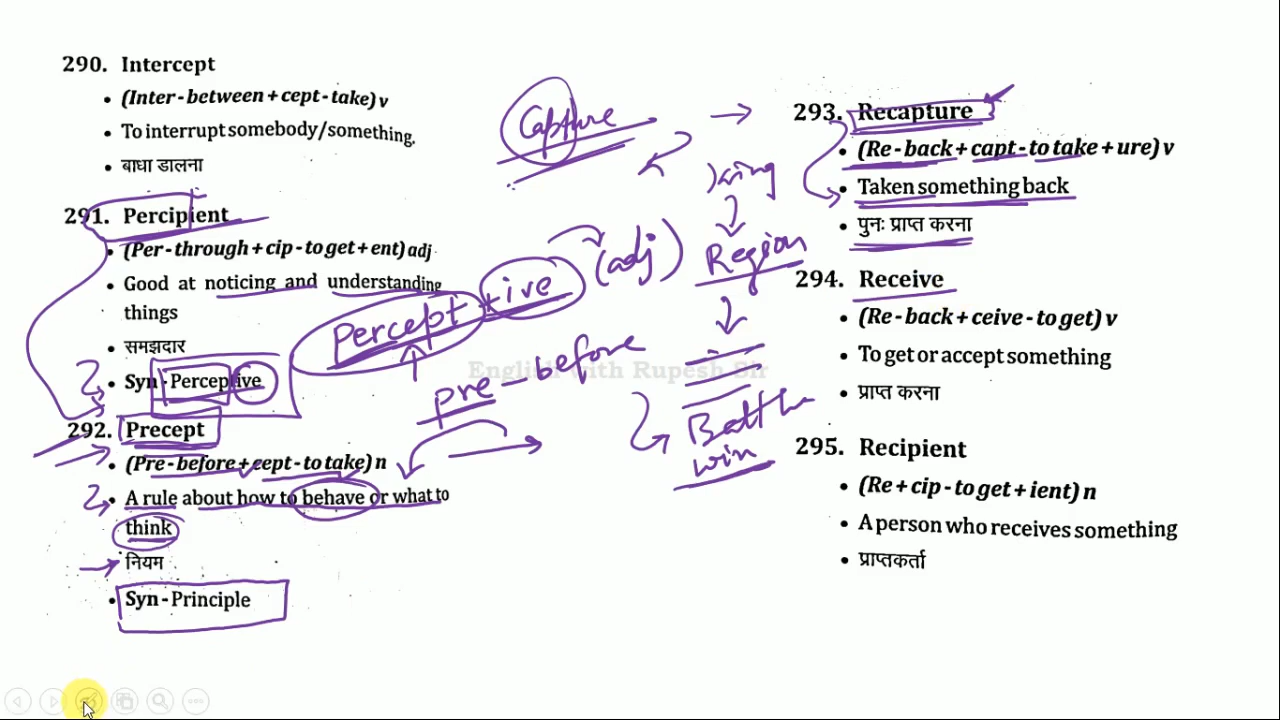 290. Intercept
• (Inter - between + cept - take) v
• To interrupt somebody/something.
• बाधा डालना
291. Percipient
• (Per - through + cip - to get + ent) adj
• Good at noticing and understanding
things
• समझदार
• Syn - Perceptive
292. Precept
• (Pre - before + cept - to take) n
• A rule about how to behave or what to
think
• नियम
• Syn - Principle
Capture
Percept + ive (adj)
pre - before
Region
Battle
win
English with Rupesh Sir
293. Recapture
• (Re - back + capt - to take + ure) v
• Taken something back
• पुनः प्राप्त करना
294. Receive
• (Re - back + ceive - to get) v
• To get or accept something
• प्राप्त करना
295. Recipient
• (Re + cip - to get + ient) n
• A person who receives something
• प्राप्तकर्ता